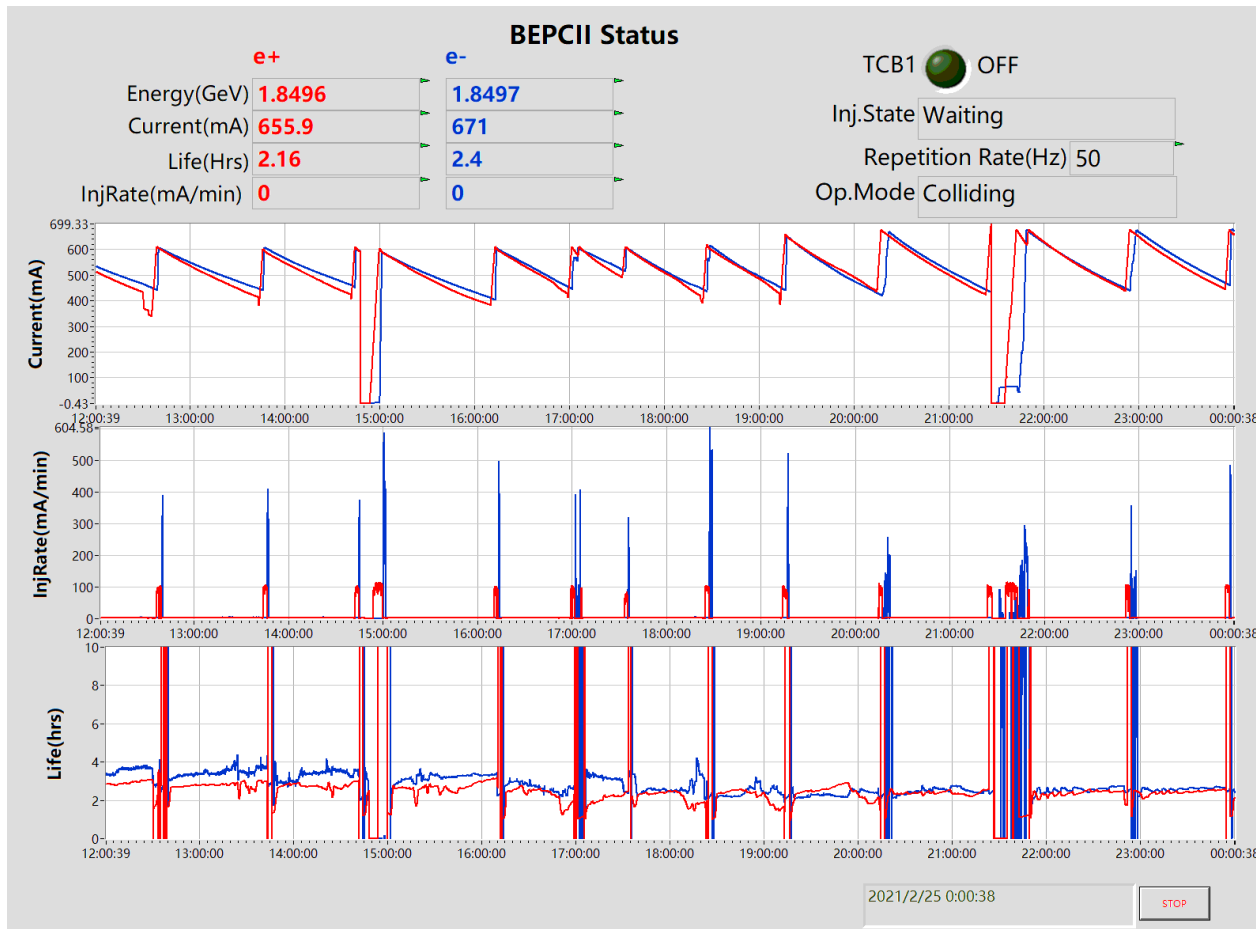 BEPCII Status
e+ e-
Energy(GeV) 1.8496 1.8497
Current(mA) 655.9 671
Life(Hrs) 2.16 2.4
InjRate(mA/min) 0 0
TCB1 OFF
Inj.State Waiting
Repetition Rate(Hz) 50
Op.Mode Colliding
Current(mA)
699.33
600
500
400
300
200
100
-0.43
12:00:39 13:00:00 14:00:00 15:00:00 16:00:00 17:00:00 18:00:00 19:00:00 20:00:00 21:00:00 22:00:00 23:00:00 00:00:38
InjRate(mA/min)
604.58
500
400
300
200
100
0
12:00:39 13:00:00 14:00:00 15:00:00 16:00:00 17:00:00 18:00:00 19:00:00 20:00:00 21:00:00 22:00:00 23:00:00 00:00:38
Life(hrs)
10
8
6
4
2
0
12:00:39 13:00:00 14:00:00 15:00:00 16:00:00 17:00:00 18:00:00 19:00:00 20:00:00 21:00:00 22:00:00 23:00:00 00:00:38
2021/2/25 0:00:38
STOP